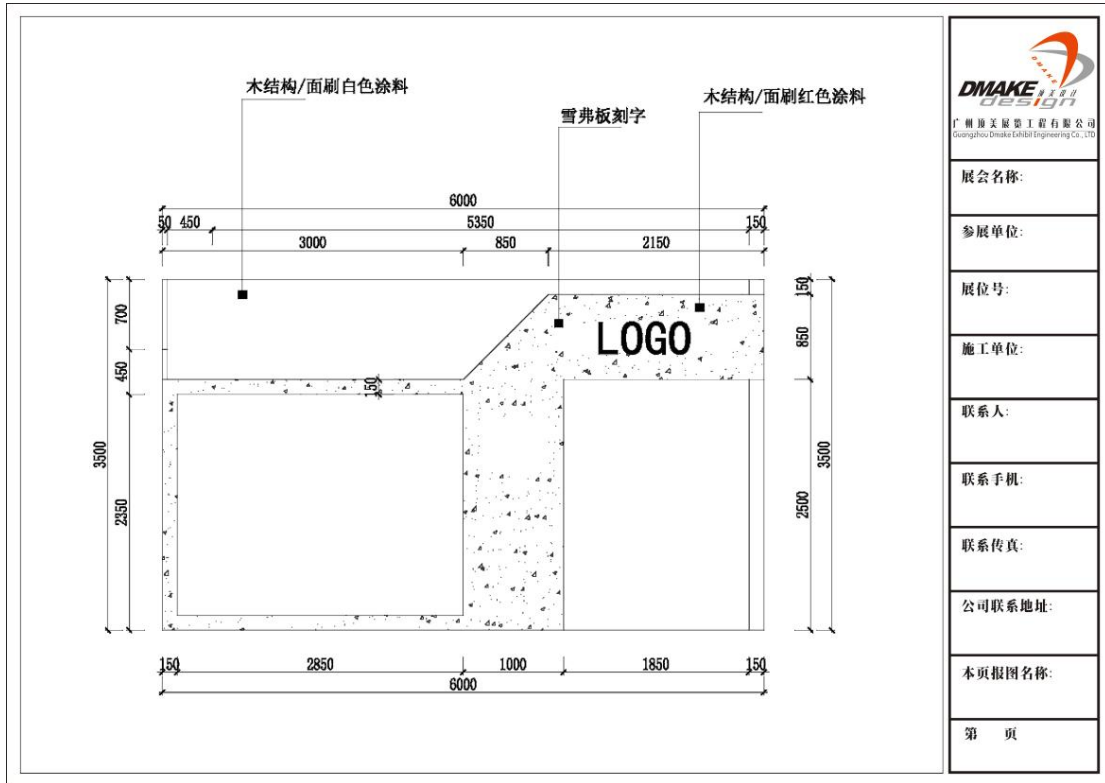 木结构/面刷白色涂料
雪弗板刻字
木结构/面刷红色涂料
6000
50 450 5350 150
3000 850 2150
700
450
2350
3500
150
150
850
2500
3500
LOGO
150 2850 1000 1850 150
6000
DMAKE
DMAKE 顶美设计
design
广州顶美展览工程有限公司
Guangzhou Dmake Exhibit Engineering Co., LTD
展会名称:
参展单位:
展位号:
施工单位:
联系人:
联系手机:
联系传真:
公司联系地址:
本页报图名称:
第 页